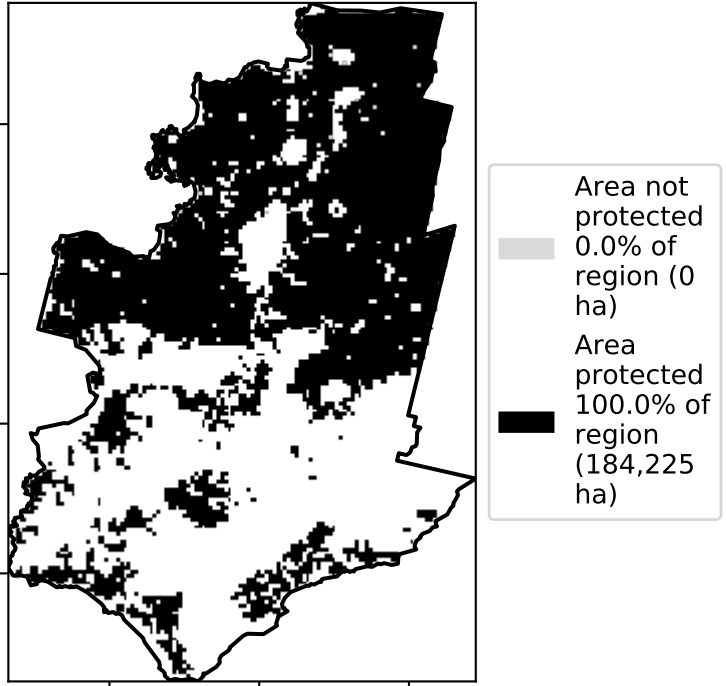 Area not
protected
0.0% of
region (0
ha)
Area
protected
100.0% of
region
(184,225
ha)